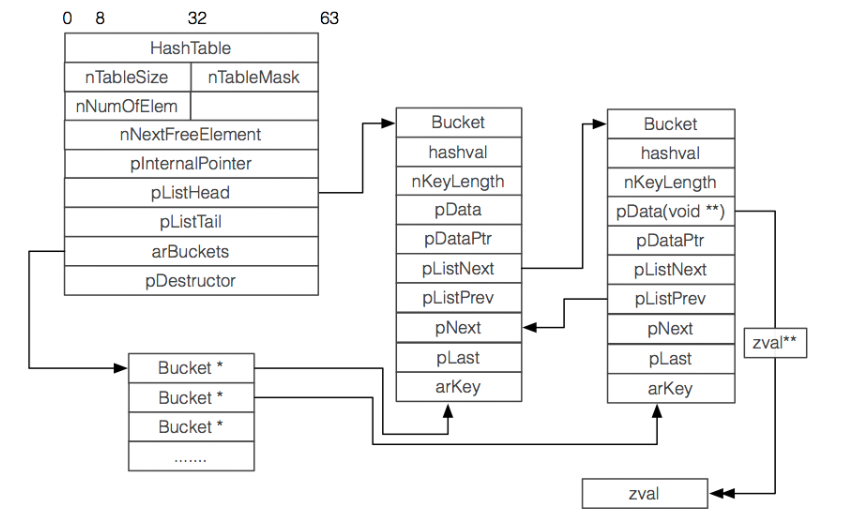 0 8 32 63
HashTable
nTableSize nTableMask
nNumOfElem
nNextFreeElement
pInternalPointer
pListHead
pListTail
arBuckets
pDestructor
Bucket *
Bucket *
Bucket *
.......
Bucket
hashval
nKeyLength
pData
pDataPtr
pListNext
pListPrev
pNext
pLast
arKey
Bucket
hashval
nKeyLength
pData(void **)
pDataPtr
pListNext
pListPrev
pNext
pLast
arKey
zval**
zval